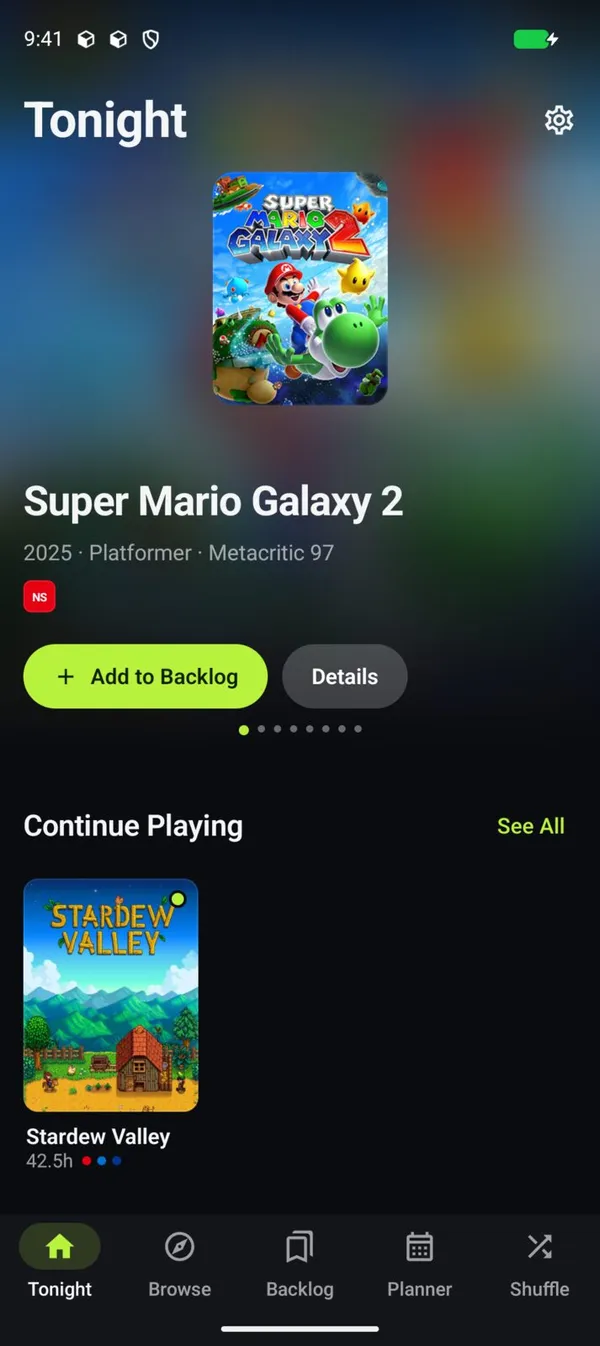 9:41
Tonight
SUPER
MARIO
GALAXY 2
Super Mario Galaxy 2
2025 · Platformer · Metacritic 97
NS
+ Add to Backlog
Details
Continue Playing
See All
STARDEW
VALLEY
Stardew Valley
42.5h
Tonight
Browse
Backlog
Planner
Shuffle